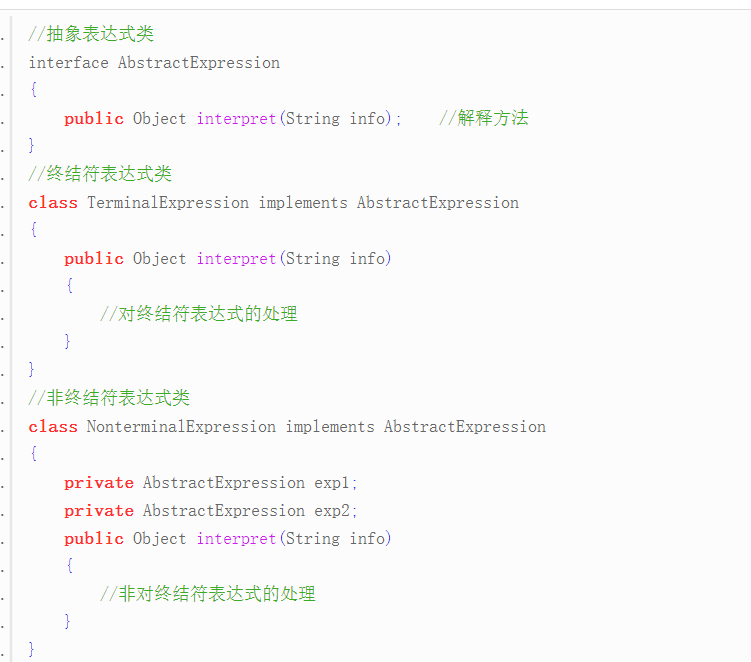 //抽象表达式类
interface AbstractExpression
{
public Object interpret(String info);    //解释方法
}
//终结符表达式类
class TerminalExpression implements AbstractExpression
{
public Object interpret(String info)
{
//对终结符表达式的处理
}
}
//非终结符表达式类
class NonterminalExpression implements AbstractExpression
{
private AbstractExpression exp1;
private AbstractExpression exp2;
public Object interpret(String info)
{
//非对终结符表达式的处理
}
}